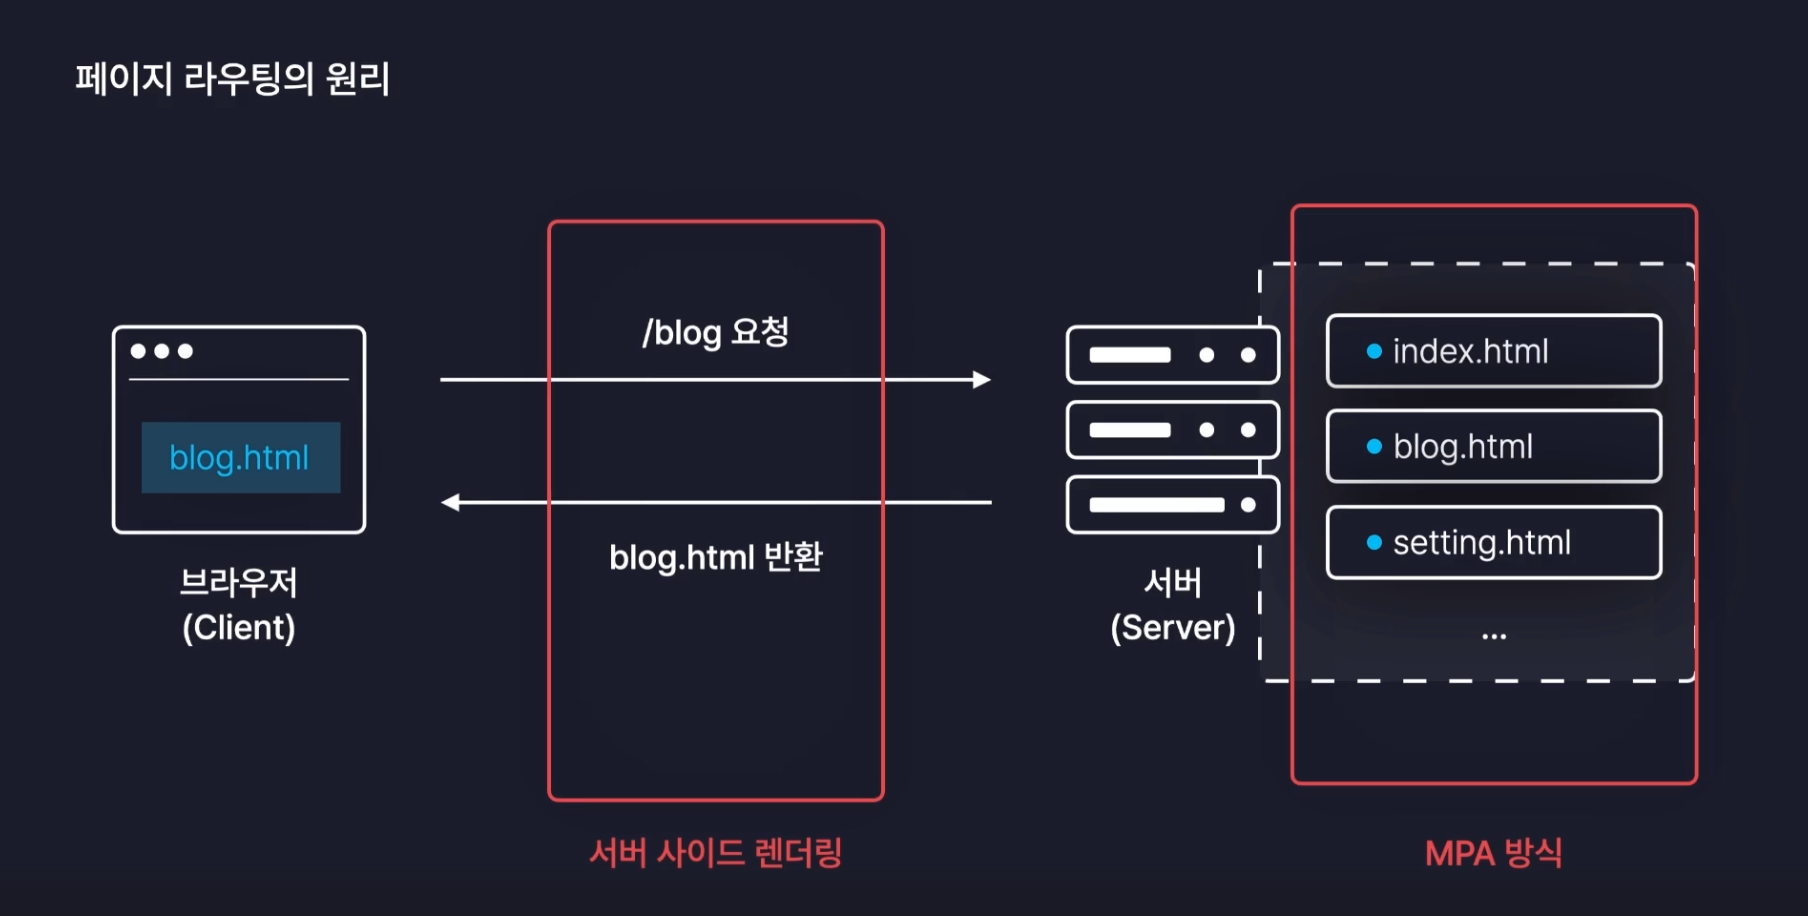 페이지 라우팅의 원리
/blog 요청
blog.html
blog.html 반환
브라우저
(Client)
서버
(Server)
index.html
blog.html
setting.html
...
서버 사이드 렌더링
MPA 방식